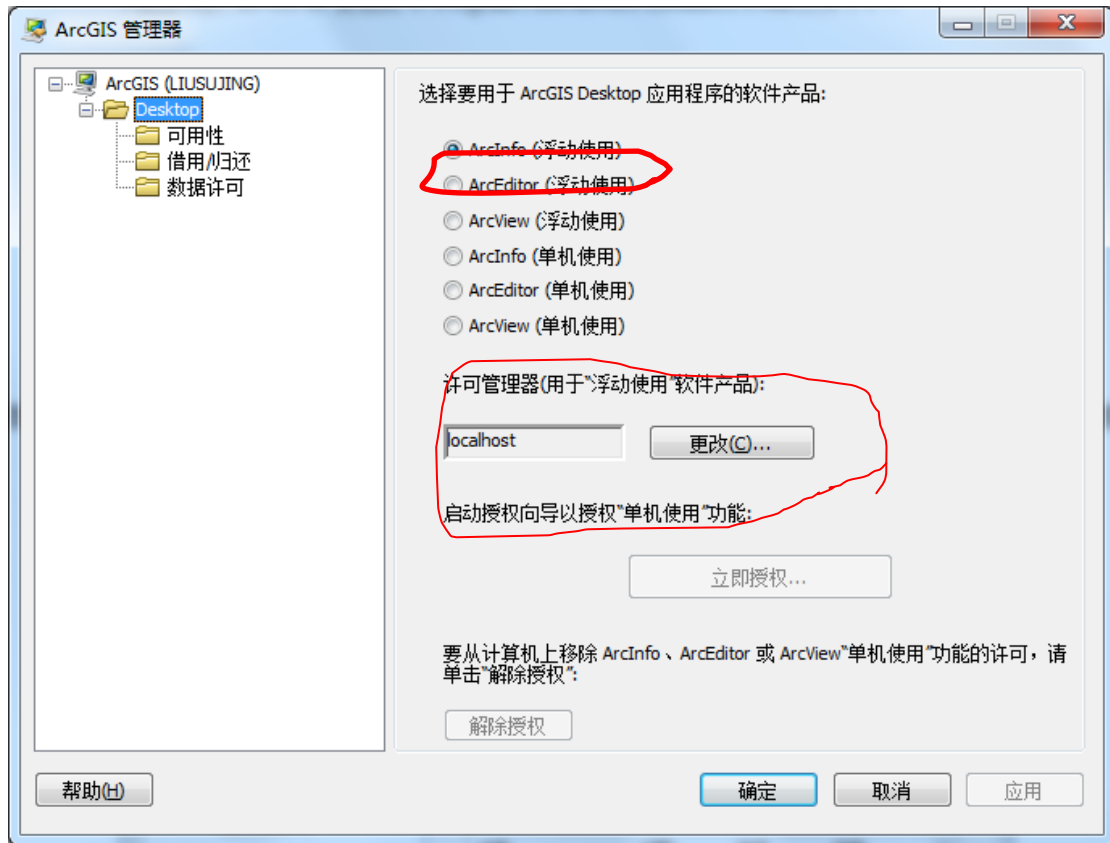 ArcGIS 管理器
ArcGIS (LIUSUJING)
Desktop
可用性
借用/归还
数据许可
选择要用于 ArcGIS Desktop 应用程序的软件产品:
ArcInfo (浮动使用)
ArcEditor (浮动使用)
ArcView (浮动使用)
ArcInfo (单机使用)
ArcEditor (单机使用)
ArcView (单机使用)
许可管理器(用于"浮动使用"软件产品):
localhost
更改(C)...
启动授权向导以授权"单机使用"功能:
立即授权...
要从计算机上移除 ArcInfo、ArcEditor 或 ArcView"单机使用"功能的许可，请
单击"解除授权":
解除授权
帮助(H)
确定
取消
应用